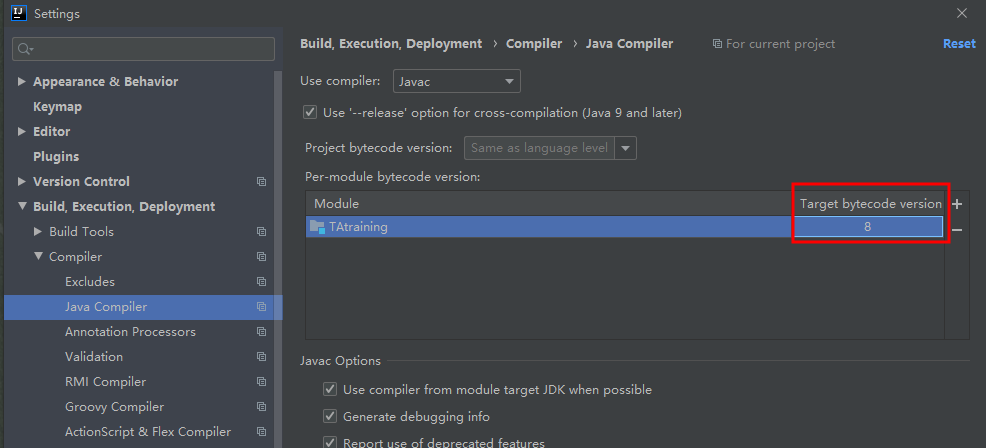 Settings
Appearance & Behavior
Keymap
Editor
Plugins
Version Control
Build, Execution, Deployment
Build Tools
Compiler
Excludes
Java Compiler
Annotation Processors
Validation
RMI Compiler
Groovy Compiler
ActionScript & Flex Compiler
Build, Execution, Deployment › Compiler › Java Compiler
For current project
Reset
Use compiler: Javac
Use '--release' option for cross-compilation (Java 9 and later)
Project bytecode version: Same as language level
Per-module bytecode version:
Module Target bytecode version
TAtraining 8
Javac Options
Use compiler from module target JDK when possible
Generate debugging info
Report use of deprecated features